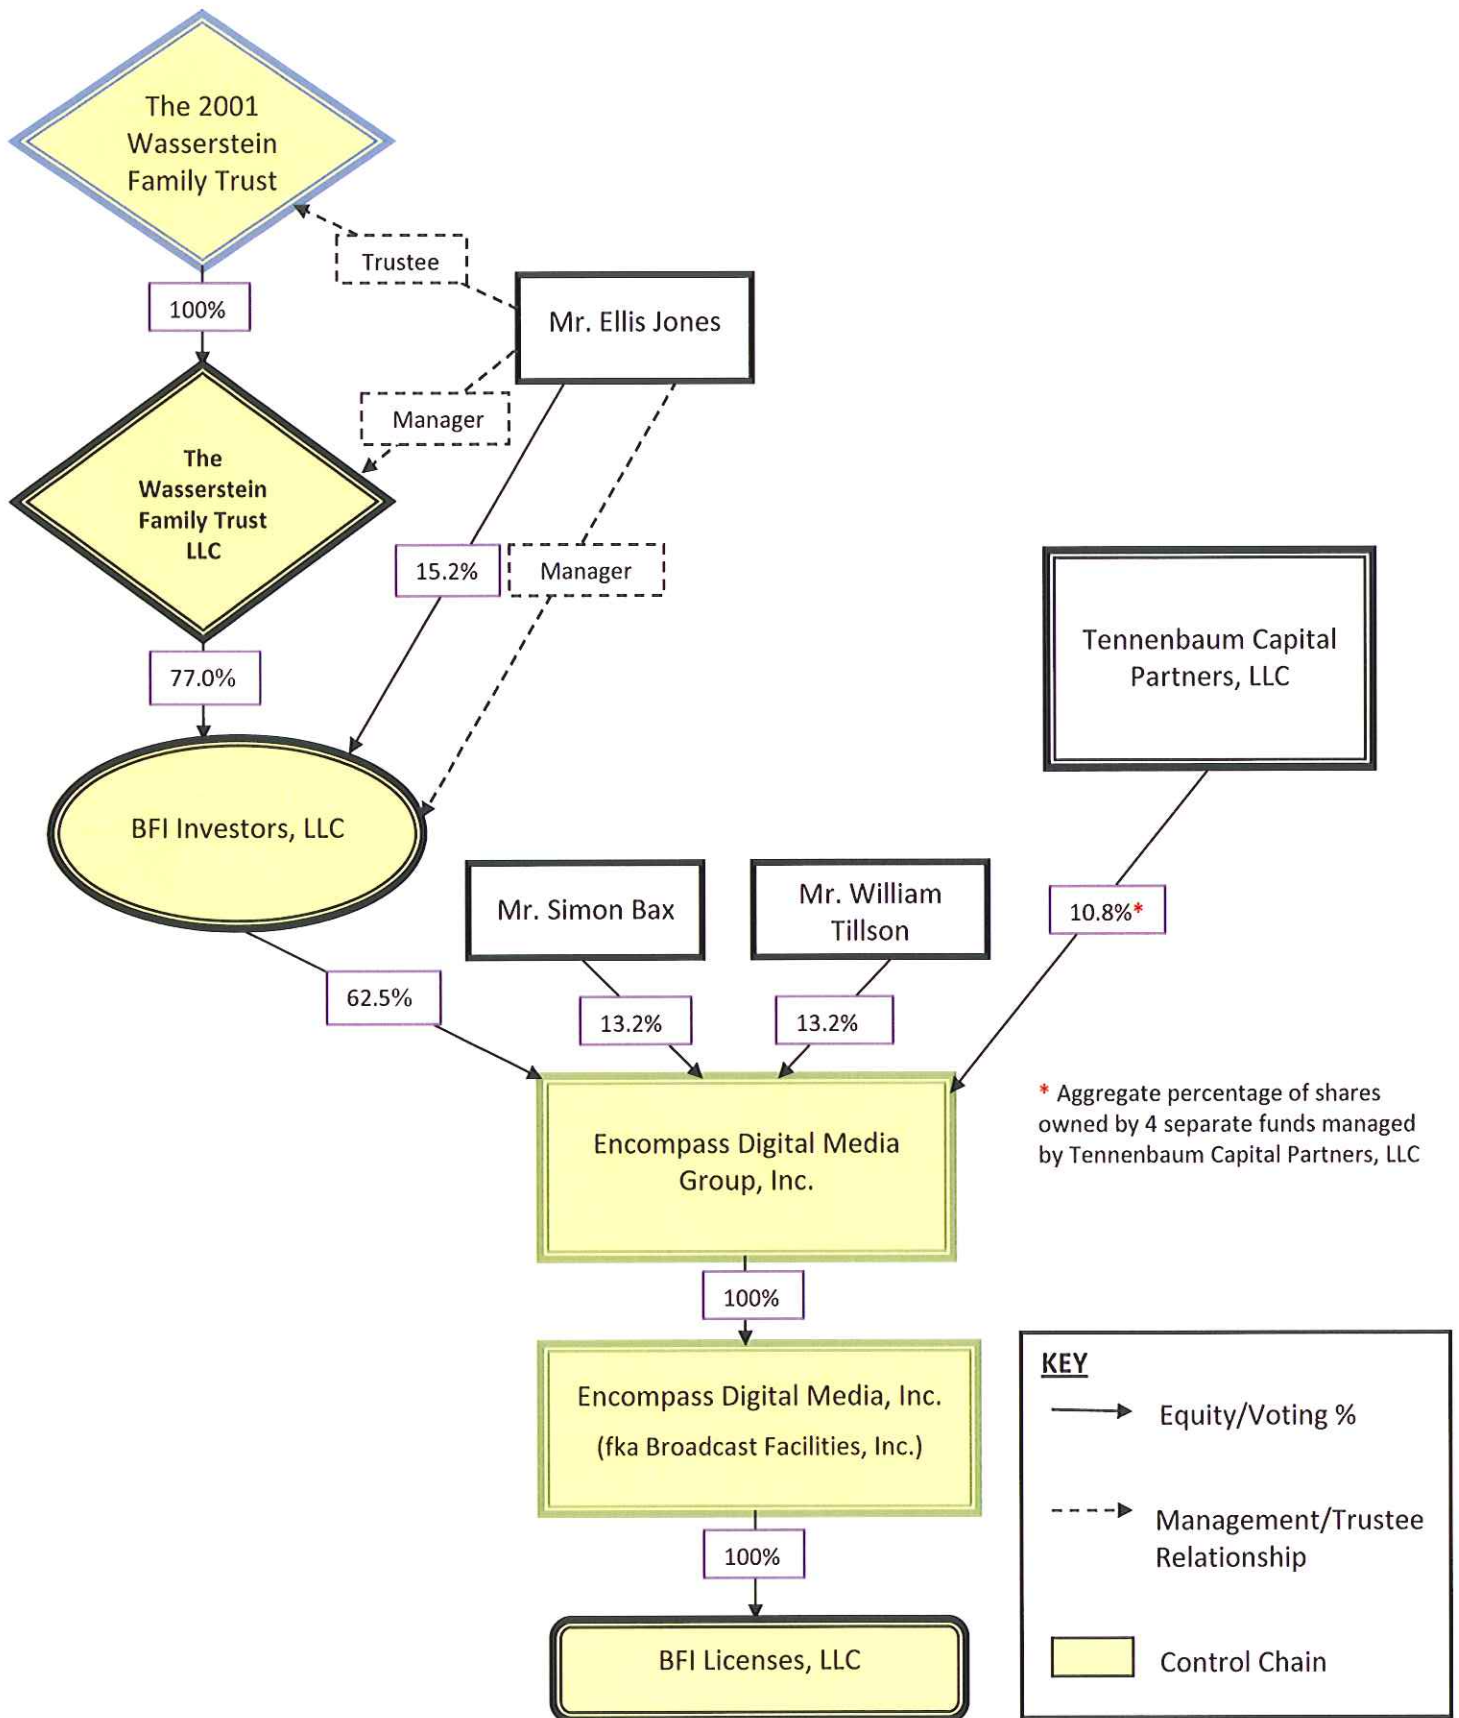 The 2001
Wasserstein
Family Trust
Trustee
100%
Mr. Ellis Jones
Manager
The
Wasserstein
Family Trust
LLC
15.2%
Manager
Tennenbaum Capital
Partners, LLC
77.0%
BFI Investors, LLC
Mr. Simon Bax
Mr. William
Tillson
10.8%*
62.5%
13.2%
13.2%
* Aggregate percentage of shares
owned by 4 separate funds managed
by Tennenbaum Capital Partners, LLC
Encompass Digital Media
Group, Inc.
100%
Encompass Digital Media, Inc.
(fka Broadcast Facilities, Inc.)
100%
BFI Licenses, LLC
KEY
Equity/Voting %
Management/Trustee
Relationship
Control Chain